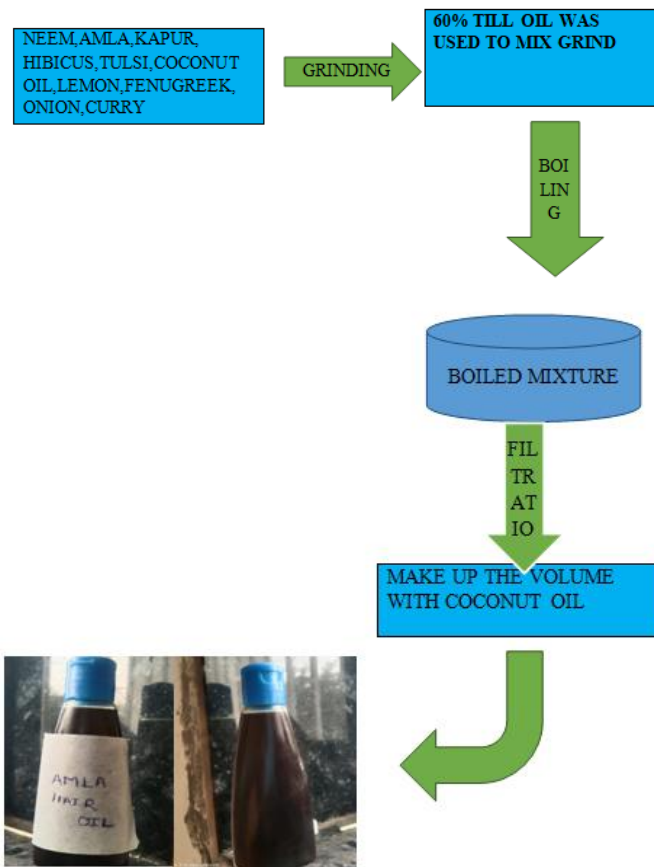 NEEM,AMLA,KAPUR,
HIBICUS,TULSI,COCONUT
OIL,LEMON,FENUGREEK,
ONION,CURRY
GRINDING
60% TILL OIL WAS
USED TO MIX GRIND
BOI
LIN
G
BOILED MIXTURE
FIL
TR
AT
IO
MAKE UP THE VOLUME
WITH COCONUT OIL
AMLA
HAIR
OIL